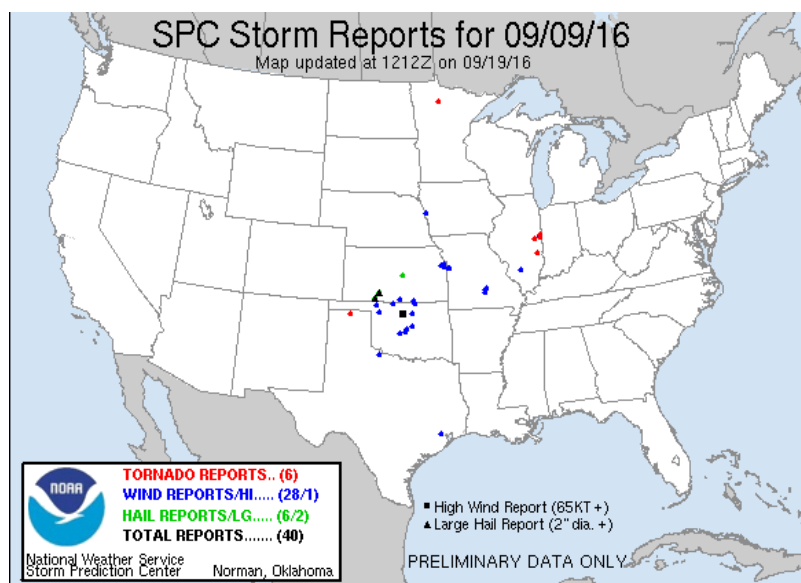 SPC Storm Reports for 09/09/16
Map updated at 1212Z on 09/19/16
NOAA
TORNADO REPORTS.. (6)
WIND REPORTS/HI..... (28/1)
HAIL REPORTS/LG..... (6/2)
TOTAL REPORTS....... (40)
National Weather Service
Storm Prediction Center Norman, Oklahoma
High Wind Report (65KT +)
Large Hail Report (2" dia. +)
PRELIMINARY DATA ONLY